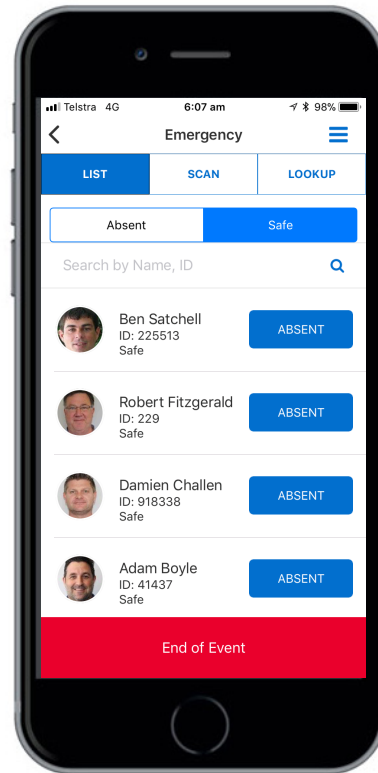 Telstra 4G 6:07 am 98%
Emergency
LIST SCAN LOOKUP
Absent Safe
Search by Name, ID
Ben Satchell
ID: 225513
Safe
ABSENT
Robert Fitzgerald
ID: 229
Safe
ABSENT
Damien Challen
ID: 918338
Safe
ABSENT
Adam Boyle
ID: 41437
Safe
ABSENT
End of Event